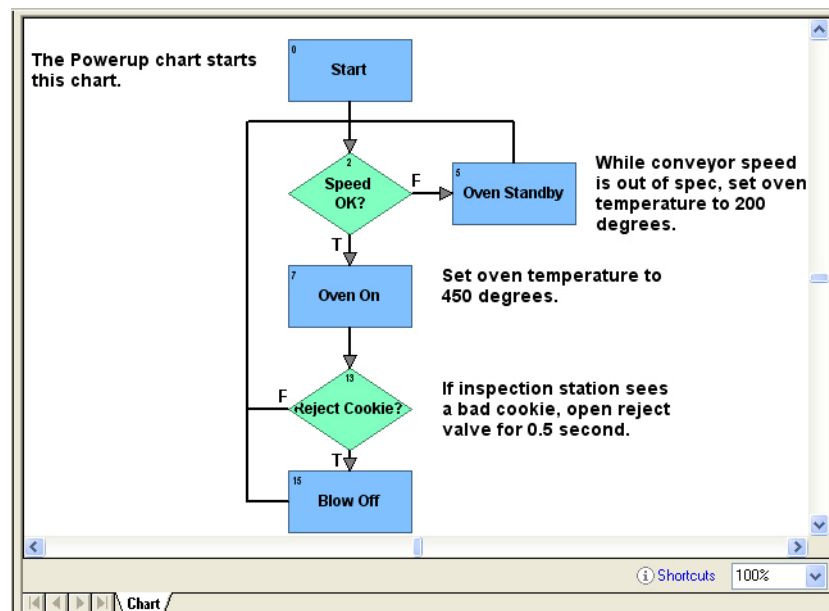 The Powerup chart starts
this chart.
0
Start
2
Speed
OK?
F
5
Oven Standby
While conveyor speed
is out of spec, set oven
temperature to 200
degrees.
T
7
Oven On
Set oven temperature to
450 degrees.
13
F
Reject Cookie?
If inspection station sees
a bad cookie, open reject
valve for 0.5 second.
T
15
Blow Off
Shortcuts
100%
Chart